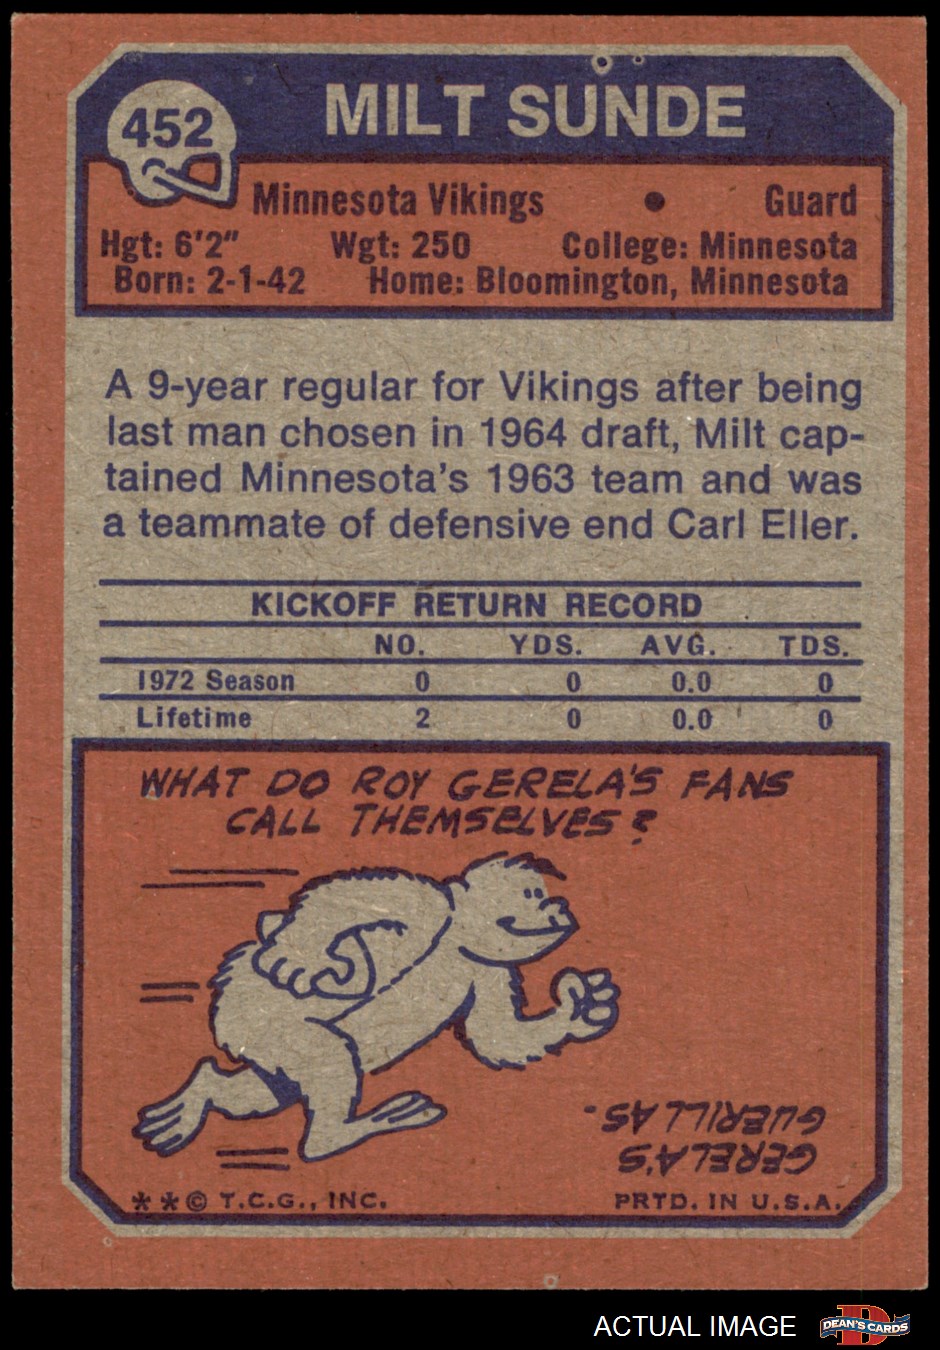 452
MILT SUNDE
Minnesota Vikings • Guard
Hgt: 6'2" Wgt: 250 College: Minnesota
Born: 2-1-42 Home: Bloomington, Minnesota
A 9-year regular for Vikings after being
last man chosen in 1964 draft, Milt cap-
tained Minnesota's 1963 team and was
a teammate of defensive end Carl Eller.
KICKOFF RETURN RECORD
NO. YDS. AVG. TDS.
1972 Season 0 0 0.0 0
Lifetime 2 0 0.0 0
WHAT DO ROY GERELA'S FANS
CALL THEMSELVES?
GERELA'S
GUERILLAS.
**© T.C.G., INC. PRTD. IN U.S.A.
ACTUAL IMAGE
D
DEAN'S CARDS